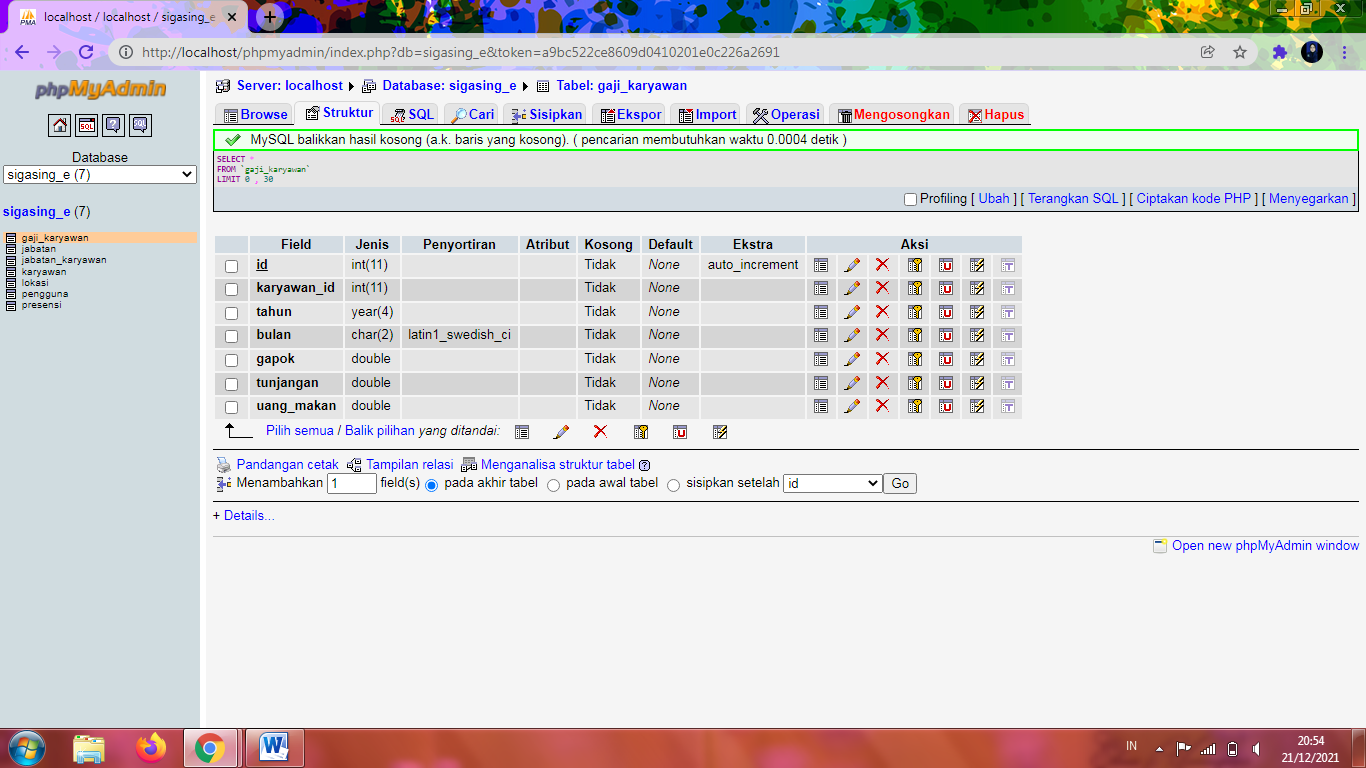 localhost / localhost / sigasing_e
http://localhost/phpmyadmin/index.php?db=sigasing_e&token=a9bc522ce8609d0410201e0c226a2691
phpMyAdmin
Server: localhost Database: sigasing_e Tabel: gaji_karyawan
Browse Struktur SQL Cari Sisipkan Ekspor Import Operasi Mengosongkan Hapus
Database
sigasing_e (7)
sigasing_e (7)
gaji_karyawan
jabatan
jabatan_karyawan
karyawan
lokasi
pengguna
presensi
MySQL balikkan hasil kosong (a.k. baris yang kosong). ( pencarian membutuhkan waktu 0.0004 detik )
SELECT *
FROM `gaji_karyawan`
LIMIT 0 , 30
Profiling [ Ubah ] [ Terangkan SQL ] [ Ciptakan kode PHP ] [ Menyegarkan ]
Field Jenis Penyortiran Atribut Kosong Default Ekstra Aksi
id int(11) Tidak None auto_increment
karyawan_id int(11) Tidak None
tahun year(4) Tidak None
bulan char(2) latin1_swedish_ci Tidak None
gapok double Tidak None
tunjangan double Tidak None
uang_makan double Tidak None
Pilih semua / Balik pilihan yang ditandai:
Pandangan cetak Tampilan relasi Menganalisa struktur tabel
Menambahkan 1 field(s) pada akhir tabel pada awal tabel sisipkan setelah id Go
+ Details...
Open new phpMyAdmin window
IN
20:54
21/12/2021